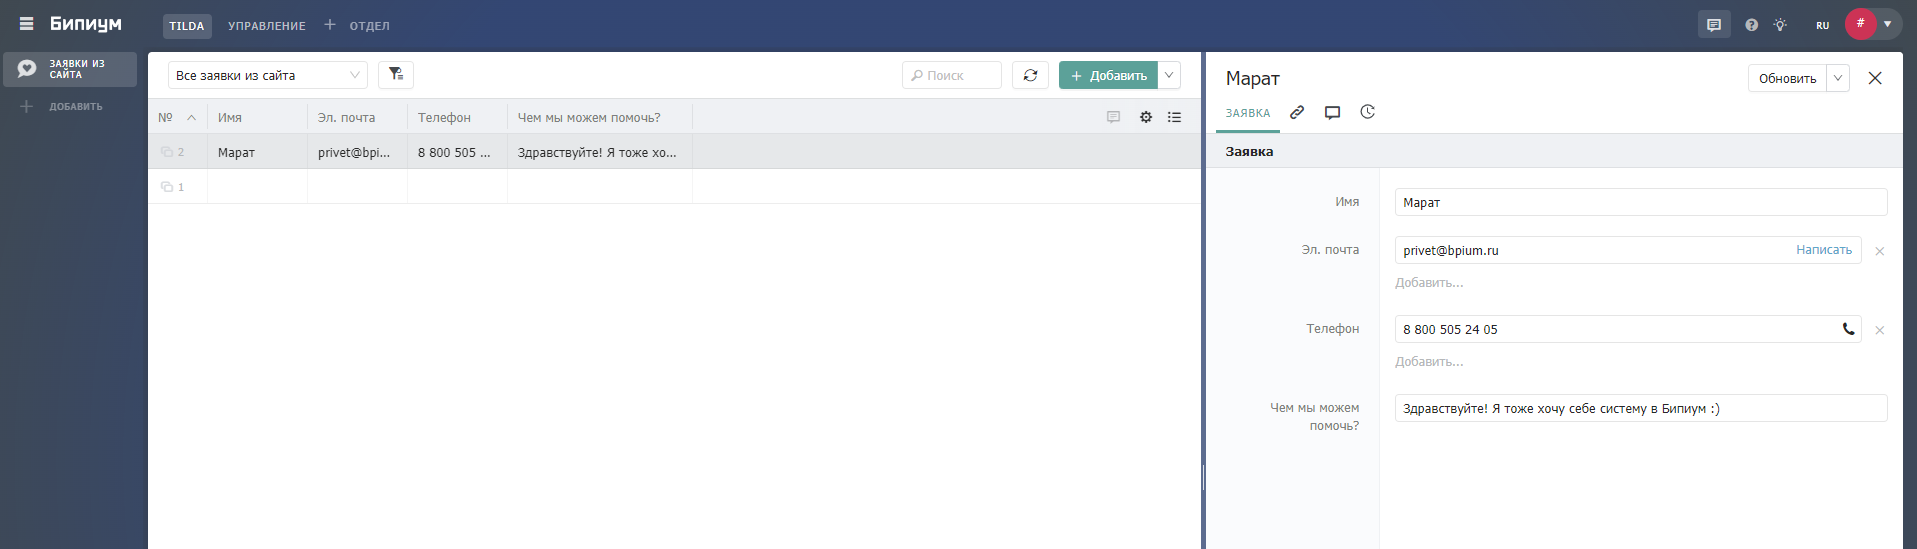 Бипиум
TILDA
УПРАВЛЕНИЕ
ОТДЕЛ
RU
#
ЗАЯВКИ ИЗ
САЙТА
ДОБАВИТЬ
Все заявки из сайта
Поиск
+ Добавить
№ Имя Эл. почта Телефон Чем мы можем помочь?
2 Марат privet@bpi... 8 800 505 ... Здравствуйте! Я тоже хо...
1
Марат
Обновить
ЗАЯВКА
Заявка
Имя
Марат
Эл. почта
privet@bpium.ru
Написать
Добавить...
Телефон
8 800 505 24 05
Добавить...
Чем мы можем
помочь?
Здравствуйте! Я тоже хочу себе систему в Бипиум :)